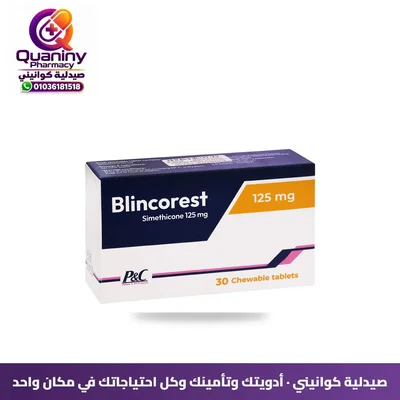 Quaniny
Pharmacy
صيدلية كوانيني
01036181518
Blincorest
Simethicone 125 mg
125 mg
30 Chewable tablets
P&C
صيدلية كوانيني · أدويتك وتأمينك وكل احتياجاتك في مكان واحد